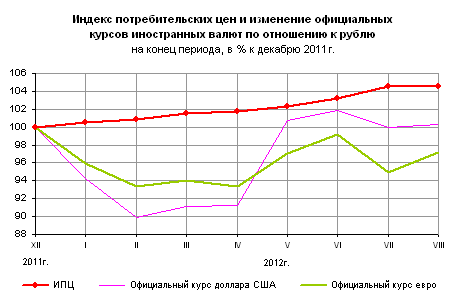 Индекс потребительских цен и изменение официальных
курсов иностранных валют по отношению к рублю
на конец периода, в % к декабрю 2011г.
106
104
102
100
98
96
94
92
90
88
XII I II III IV V VI VII VIII
2011г. 2012г.
ИПЦ Официальный курс доллара США Официальный курс евро